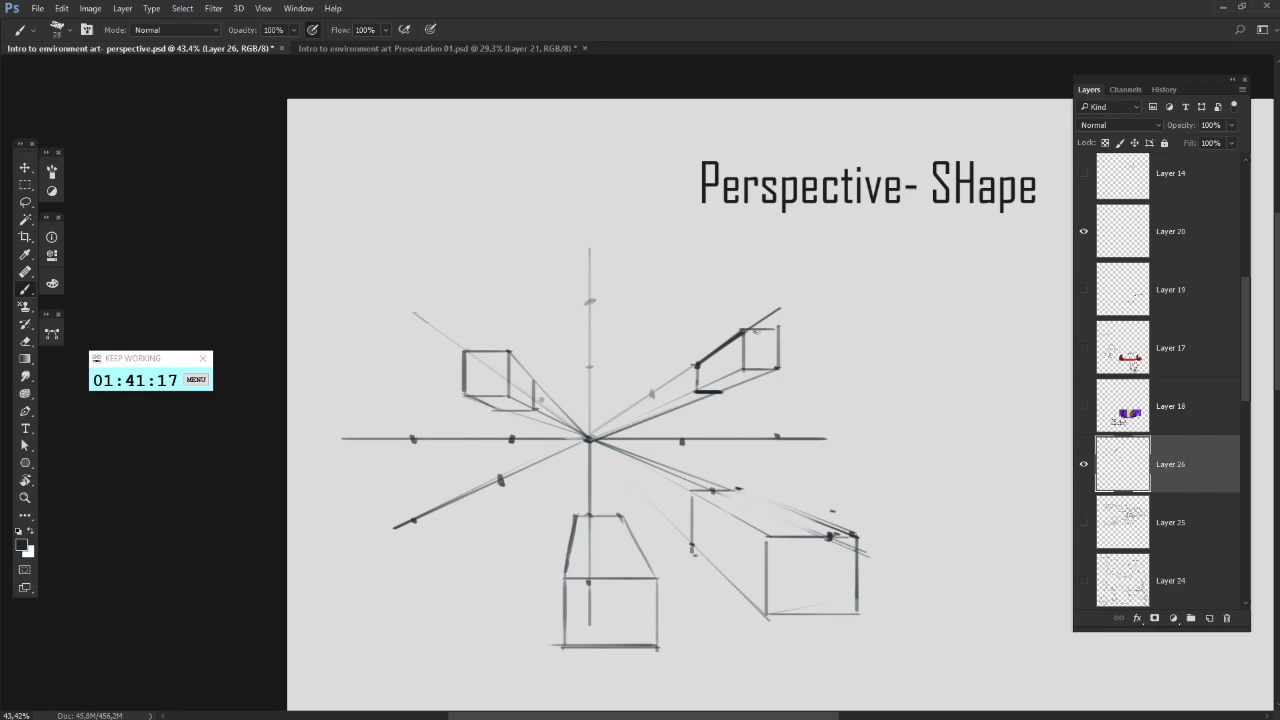 Ps File Edit Image Layer Type Select Filter 3D View Window Help
28 Mode: Normal Opacity: 100% Flow: 100%
Intro to environment art- perspective.psd @ 43,4% (Layer 26, RGB/8) * × Intro to environment art Presentation 01.psd @ 29,3% (Layer 21, RGB/8) * ×
Perspective- SHape
KEEP WORKING
01:41:17 MENU
Layers Channels History
Kind
Normal Opacity: 100%
Lock: Fill: 100%
Layer 14
Layer 20
Layer 19
Layer 17
Layer 18
Layer 26
Layer 25
Layer 24
fx
43,42% Doc: 45,8M/456,2M